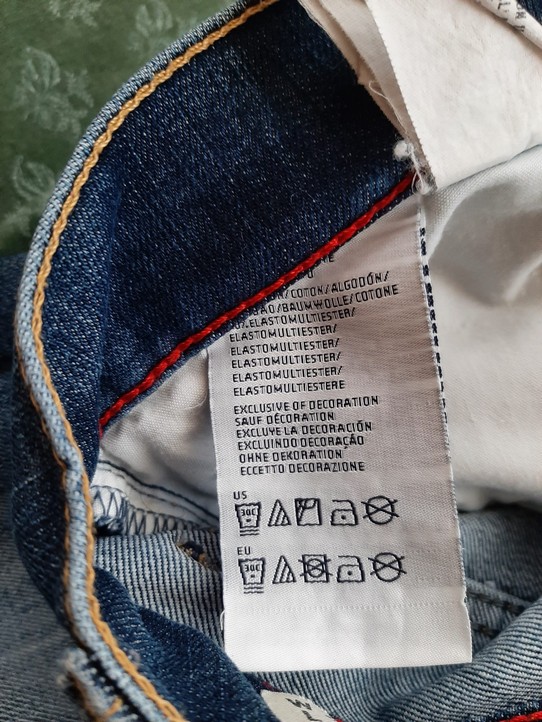 COTON/ALGODÓN/
BAUMWOLLE/COTONE
ELASTOMULTIESTER/
ELASTOMULTIESTER/
ELASTOMULTIESTER/
ELASTOMULTIESTER/
ELASTOMULTIESTERE
EXCLUSIVE OF DECORATION
SAUF DÉCORATION
EXCLUYE LA DECORACIÓN
EXCLUINDO DECORAÇÃO
OHNE DEKORATION
ECCETTO DECORAZIONE
US
30C
EU
30C